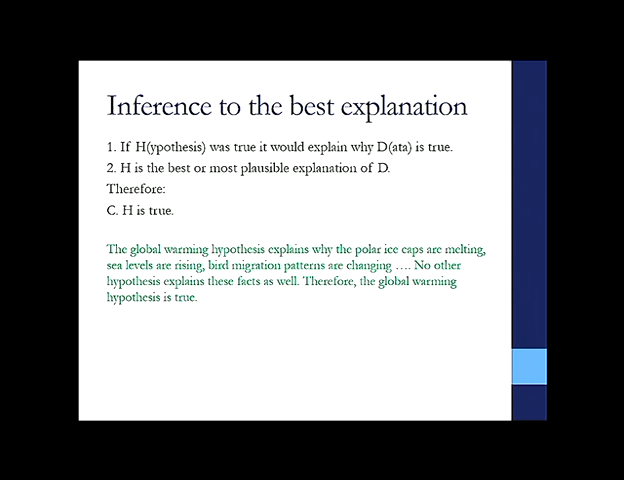 Inference to the best explanation
1. If H(ypothesis) was true it would explain why D(ata) is true.
2. H is the best or most plausible explanation of D.
Therefore:
C. H is true.
The global warming hypothesis explains why the polar ice caps are melting,
sea levels are rising, bird migration patterns are changing …. No other
hypothesis explains these facts as well. Therefore, the global warming
hypothesis is true.